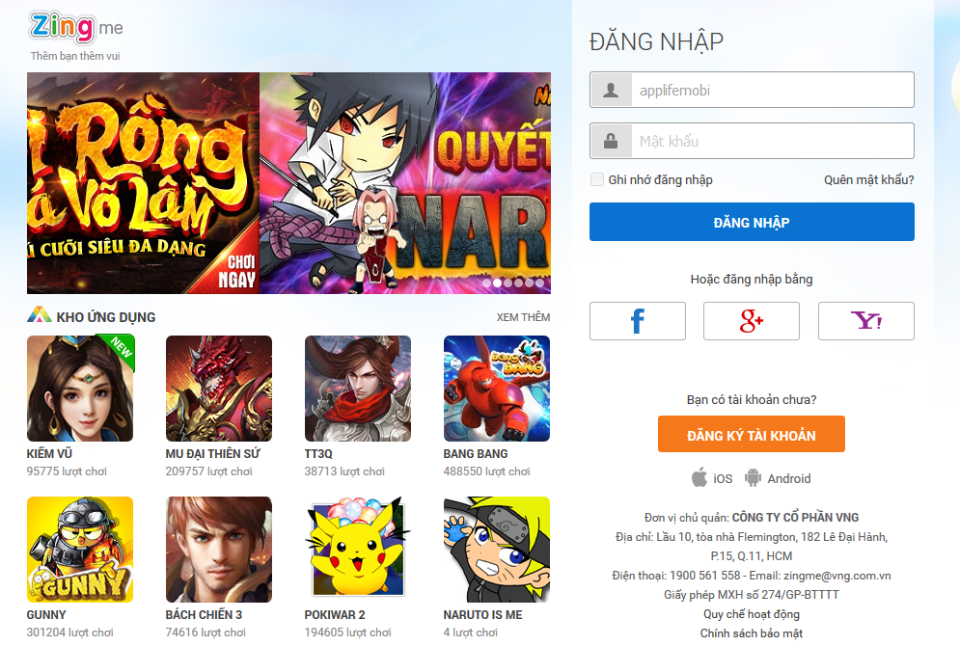 Zing me
Thêm bạn thêm vui
Rồng
Võ Lâm
CƯỠI SIÊU ĐA DẠNG
CHƠI
NGAY
QUYẾT
NAR
KHO ỨNG DỤNG
XEM THÊM
NEW
BANG BANG
KIẾM VŨ
MU ĐẠI THIÊN SỨ
TT3Q
BANG BANG
95775 lượt chơi
209757 lượt chơi
38713 lượt chơi
488550 lượt chơi
GUNNY
GUNNY
BÁCH CHIẾN 3
POKIWAR 2
NARUTO IS ME
301204 lượt chơi
74616 lượt chơi
194605 lượt chơi
4 lượt chơi
ĐĂNG NHẬP
applifemobi
Mật khẩu
Ghi nhớ đăng nhập
Quên mật khẩu?
ĐĂNG NHẬP
Hoặc đăng nhập bằng
f
g+
Y!
Bạn có tài khoản chưa?
ĐĂNG KÝ TÀI KHOẢN
iOS
Android
Đơn vị chủ quản: CÔNG TY CỔ PHẦN VNG
Địa chỉ: Lầu 10, tòa nhà Flemington, 182 Lê Đại Hành,
P.15, Q.11, HCM
Điện thoại: 1900 561 558 - Email: zingme@vng.com.vn
Giấy phép MXH số 274/GP-BTTTT
Quy chế hoạt động
Chính sách bảo mật